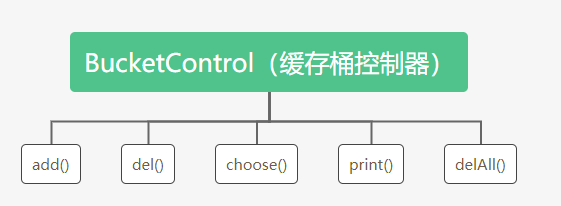 BucketControl（缓存桶控制器）
add()
del()
choose()
print()
delAll()